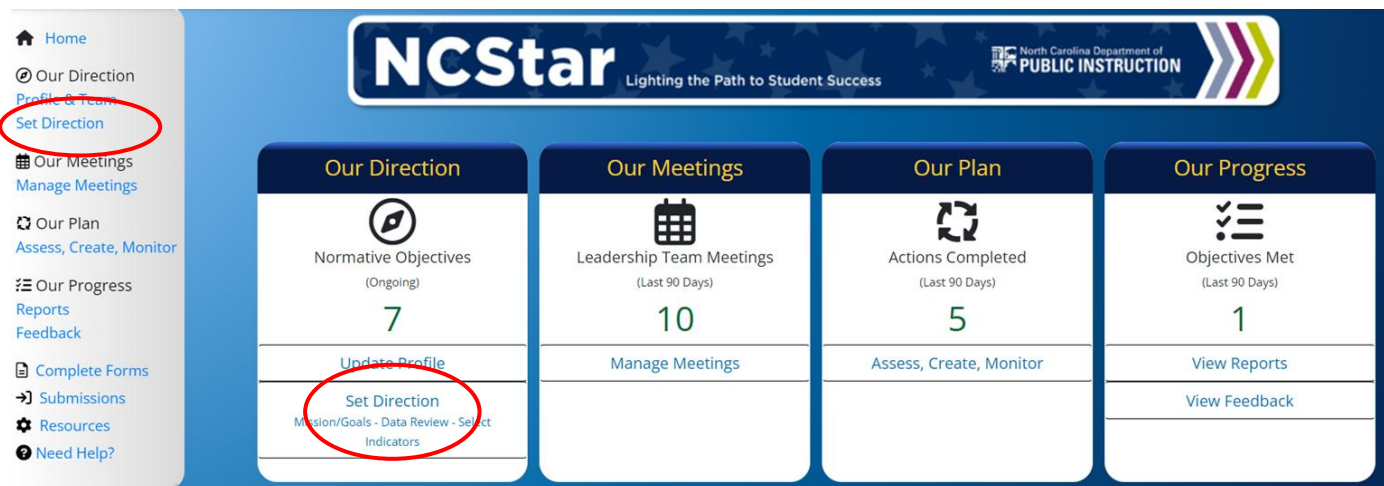 Home
Our Direction
Profile & Team
Set Direction
Our Meetings
Manage Meetings
Our Plan
Assess, Create, Monitor
Our Progress
Reports
Feedback
Complete Forms
Submissions
Resources
Need Help?
NCStar Lighting the Path to Student Success
North Carolina Department of
PUBLIC INSTRUCTION
Our Direction
Normative Objectives
(Ongoing)
7
Update Profile
Set Direction
Mission/Goals - Data Review - Select
Indicators
Our Meetings
Leadership Team Meetings
(Last 90 Days)
10
Manage Meetings
Our Plan
Actions Completed
(Last 90 Days)
5
Assess, Create, Monitor
Our Progress
Objectives Met
(Last 90 Days)
1
View Reports
View Feedback